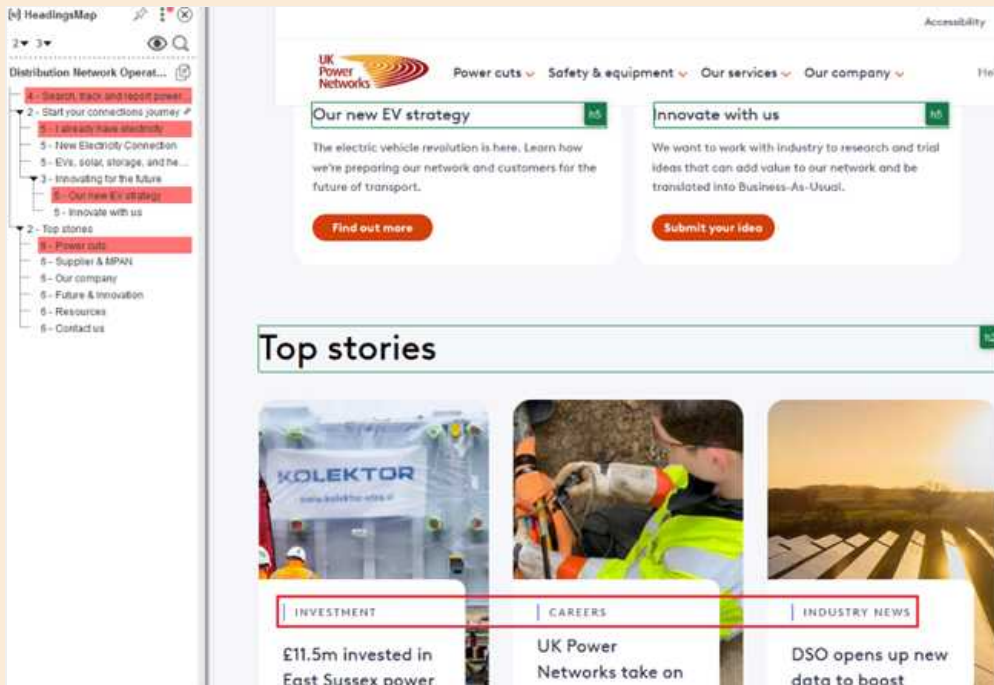 [H] HeadingsMap
2▾ 3▾
Distribution Network Operat...
4 - Search, track and report power
2 - Start your connections journey
5 - I already have electricity
5 - New Electricity Connection
5 - EVs, solar, storage, and he...
3 - Innovating for the future
5 - Our new EV strategy
5 - Innovate with us
2 - Top stories
6 - Power cuts
6 - Supplier & MPAN
6 - Our company
6 - Future & Innovation
6 - Resources
6 - Contact us
Accessibility
UK
Power
Networks
Power cuts Safety & equipment Our services Our company
Our new EV strategy h5
The electric vehicle revolution is here. Learn how
we're preparing our network and customers for the
future of transport.
Find out more
Innovate with us h5
We want to work with industry to research and trial
ideas that can add value to our network and be
translated into Business-As-Usual.
Submit your idea
Top stories h2
KOLEKTOR
INVESTMENT
£11.5m invested in
East Sussex power
CAREERS
UK Power
Networks take on
INDUSTRY NEWS
DSO opens up new
data to boost